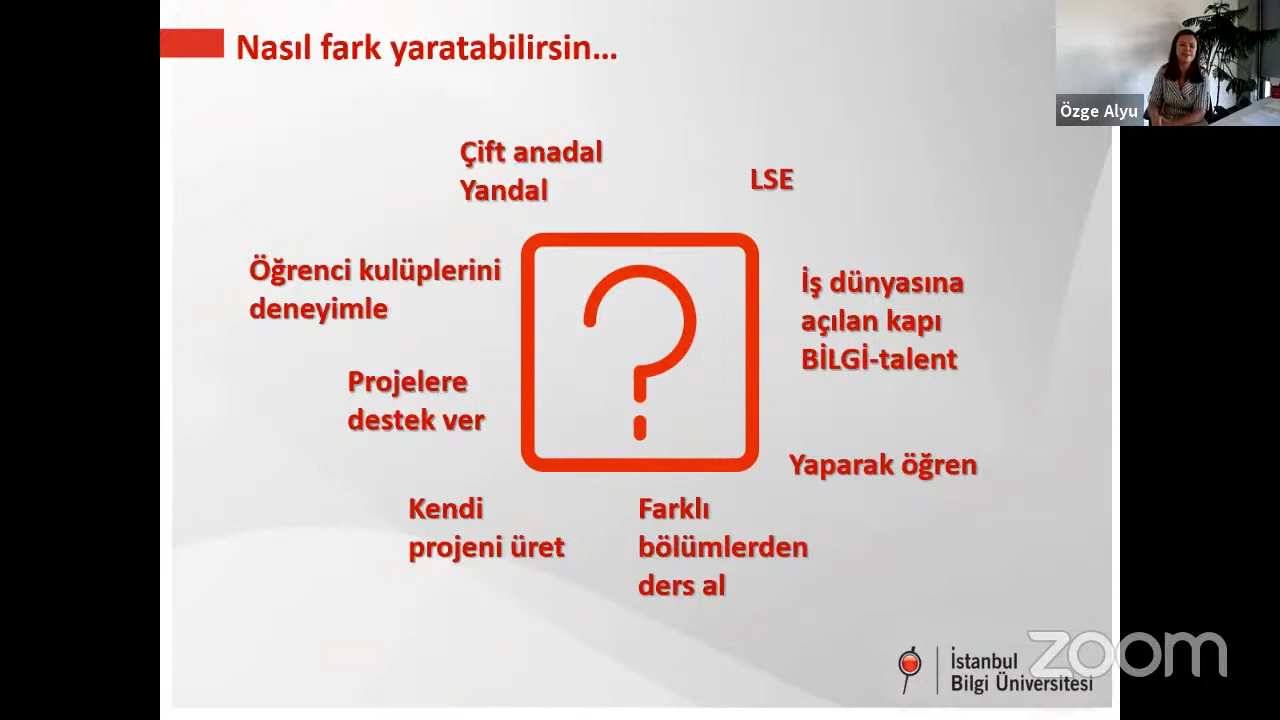 Nasıl fark yaratabilirsin...
Özge Alyu
Çift anadal
Yandal
LSE
Öğrenci kulüplerini
deneyimle
İş dünyasına
açılan kapı
BİLGİ-talent
Projelere
destek ver
Yaparak öğren
Kendi
projeni üret
Farklı
bölümlerden
ders al
İstanbul
Bilgi Üniversitesi
zoom